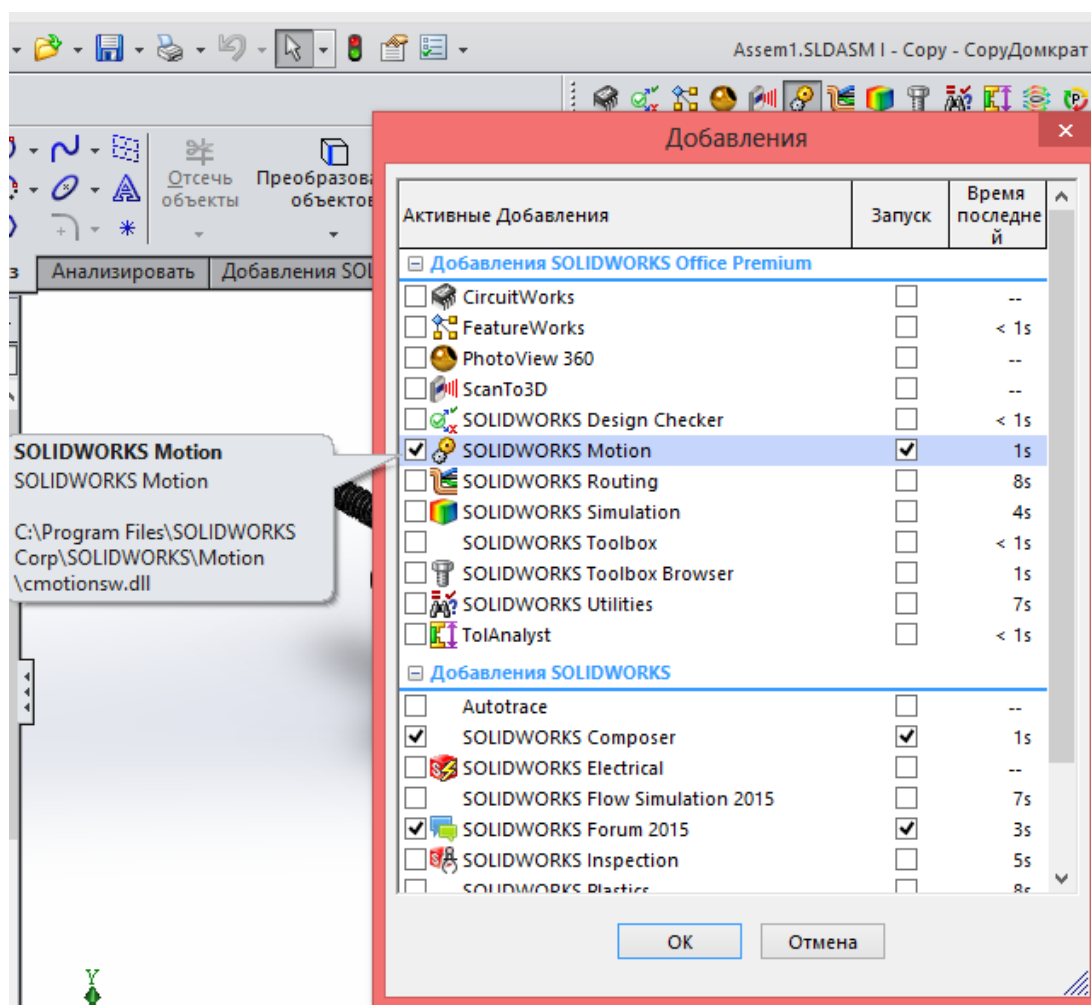 Assem1.SLDASM I - Copy - CopyДомкрат
Добавления
Отсечь
объекты
Преобразова
объектов
з
Анализировать
Добавления SOL
Активные Добавления
Запуск
Время
последне
й
Добавления SOLIDWORKS Office Premium
CircuitWorks --
FeatureWorks < 1s
PhotoView 360 --
ScanTo3D --
SOLIDWORKS Design Checker < 1s
SOLIDWORKS Motion 1s
SOLIDWORKS Routing 8s
SOLIDWORKS Simulation 4s
SOLIDWORKS Toolbox < 1s
SOLIDWORKS Toolbox Browser 1s
SOLIDWORKS Utilities 7s
TolAnalyst < 1s
Добавления SOLIDWORKS
Autotrace --
SOLIDWORKS Composer 1s
SOLIDWORKS Electrical --
SOLIDWORKS Flow Simulation 2015 7s
SOLIDWORKS Forum 2015 3s
SOLIDWORKS Inspection 5s
SOLIDWORKS Plastics 8s
SOLIDWORKS Motion
SOLIDWORKS Motion
C:\Program Files\SOLIDWORKS
Corp\SOLIDWORKS\Motion
\cmotionsw.dll
OK
Отмена
Y